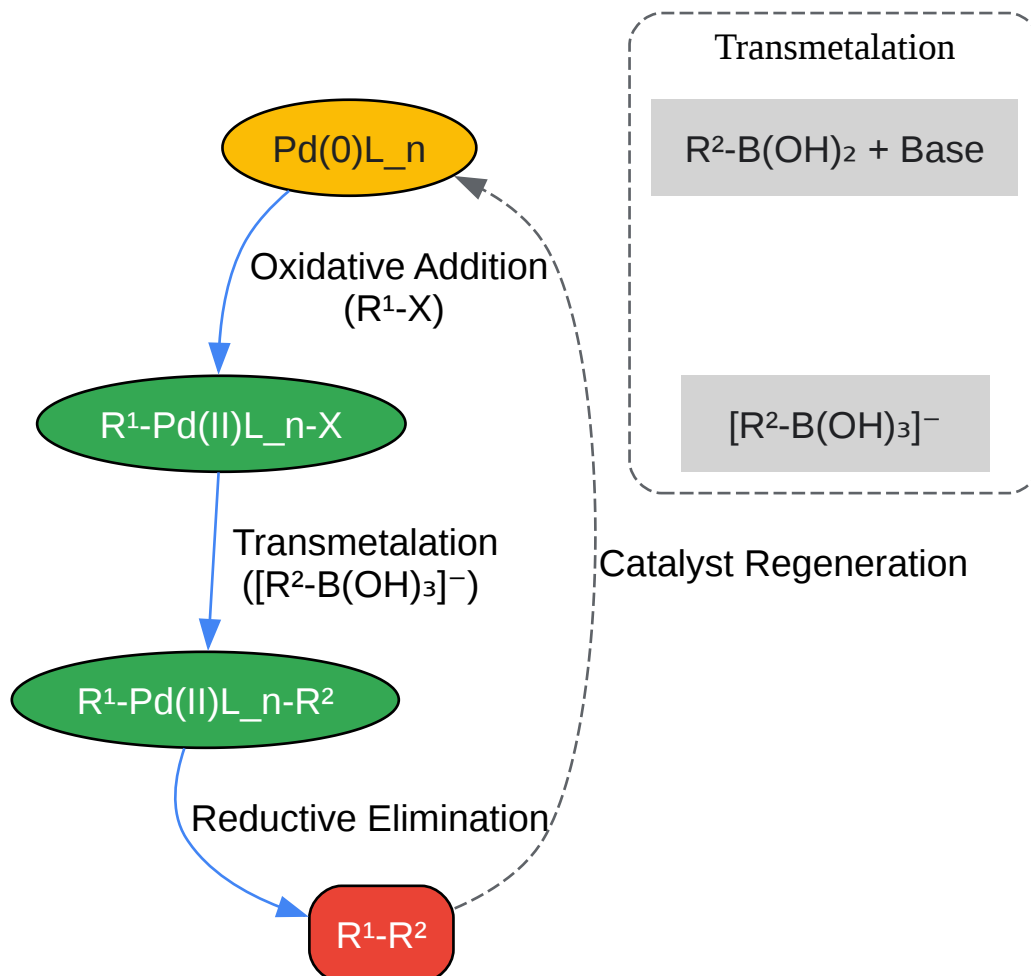 Transmetalation
R²-B(OH)₂ + Base
[R²-B(OH)₃]⁻
Pd(0)L_n
Oxidative Addition
(R¹-X)
R¹-Pd(II)L_n-X
Transmetalation
([R²-B(OH)₃]⁻)
Catalyst Regeneration
R¹-Pd(II)L_n-R²
Reductive Elimination
R¹-R²